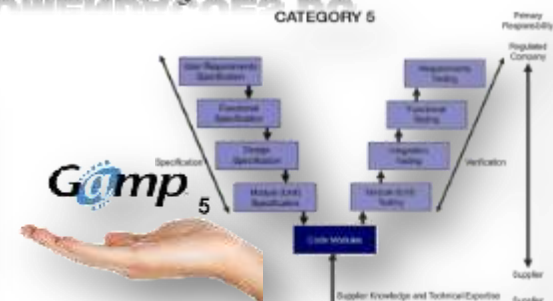 CATEGORY 5
Primary
Responsibility
Regulated
Company
User Requirements
Specification
Requirements
Testing
Functional
Specification
Functional
Testing
Design
Specification
Integration
Testing
Specification
Verification
Module (Unit)
Specification
Module (Unit)
Testing
Gamp 5
Code Modules
Supplier
Supplier Knowledge and Technical Expertise
Supplier